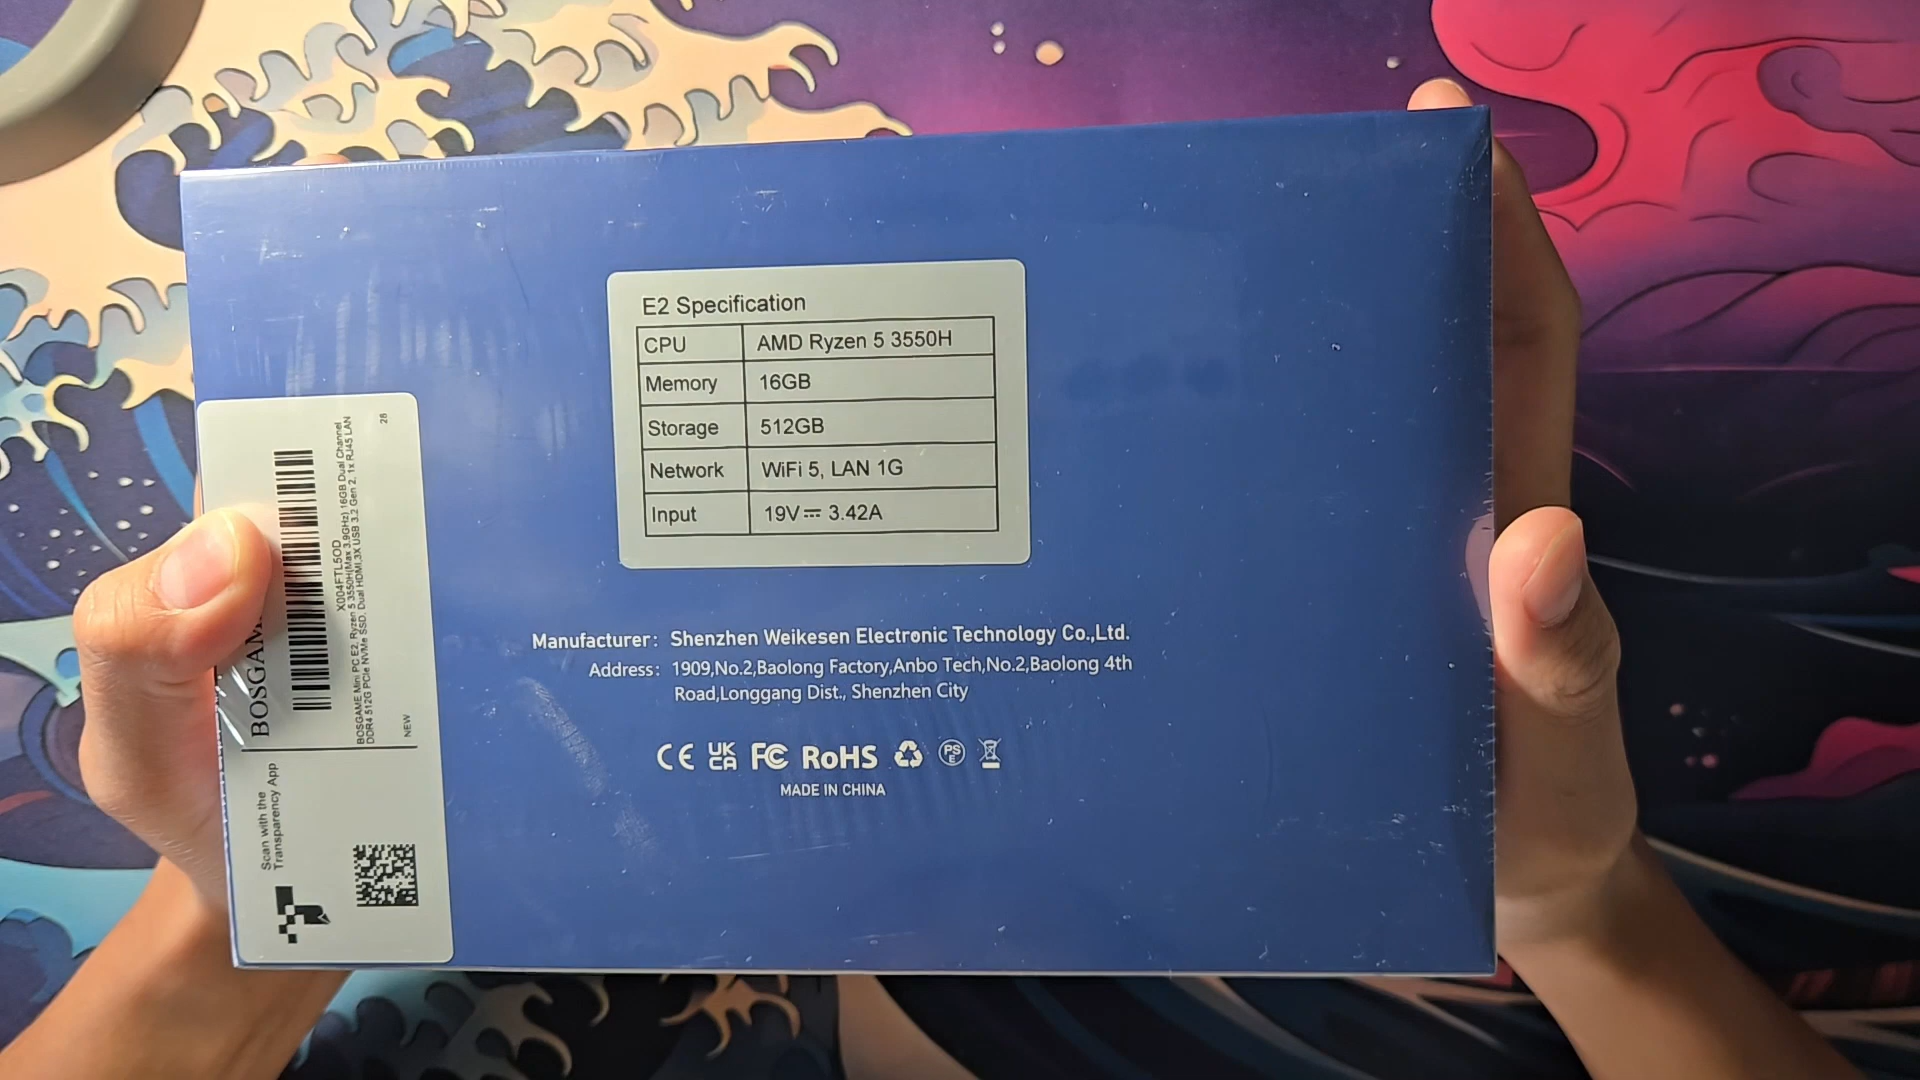 E2 Specification
CPU AMD Ryzen 5 3550H
Memory 16GB
Storage 512GB
Network WiFi 5, LAN 1G
Input 19V⎓ 3.42A
Manufacturer: Shenzhen Weikesen Electronic Technology Co.,Ltd.
Address: 1909,No.2,Baolong Factory,Anbo Tech,No.2,Baolong 4th
Road,Longgang Dist., Shenzhen City
CE UK CA FC RoHS PS E
MADE IN CHINA
BOSGAM
X004FTL5OD
BOSGAME Mini PC E2, Ryzen 5 3550H(Max 3.9GHz) 16GB Dual Channel
DDR4 512G PCIe NVMe SSD, Dual HDMI,3X USB 3.2 Gen 2, 1x RJ45 LAN
NEW
28
Scan with the
Transparency App